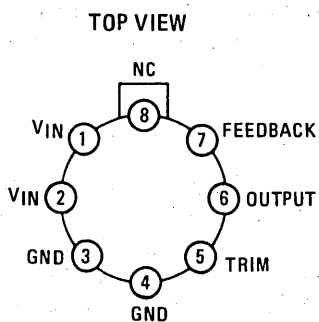 TOP VIEW
NC
8
VIN 1
7 FEEDBACK
VIN 2
6 OUTPUT
GND 3
5 TRIM
4
GND